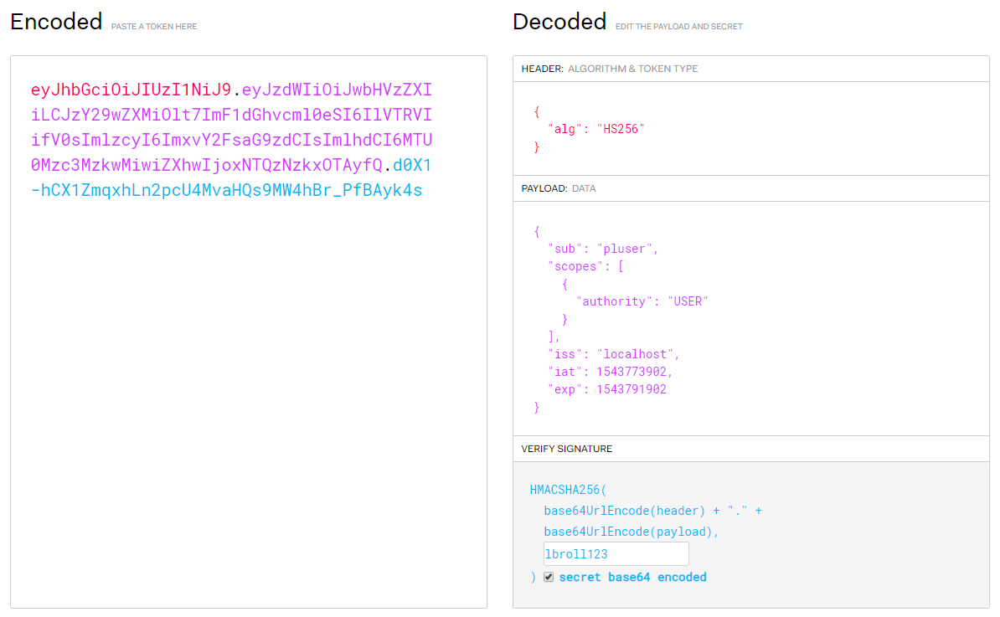 Encoded PASTE A TOKEN HERE
eyJhbGciOiJIUzI1NiJ9.eyJzdWIiOiJwbHVzZXI
iLCJzY29wZXMiOlt7ImF1dGhvcml0eSI6IlVTRVI
ifV0sImlzcyI6ImxvY2FsaG9zdCIsImlhdCI6MTU
0Mzc3MzkwMiwiZXhwIjoxNTQzNzkxOTAyfQ.d0X1
-hCX1ZmqxhLn2pcU4MvaHQs9MW4hBr_PfBAyk4s
Decoded EDIT THE PAYLOAD AND SECRET
HEADER: ALGORITHM & TOKEN TYPE
{
"alg": "HS256"
}
PAYLOAD: DATA
{
"sub": "pluser",
"scopes": [
{
"authority": "USER"
}
],
"iss": "localhost",
"iat": 1543773902,
"exp": 1543791902
}
VERIFY SIGNATURE
HMACSHA256(
base64UrlEncode(header) + "." +
base64UrlEncode(payload),
lbroll123
) secret base64 encoded